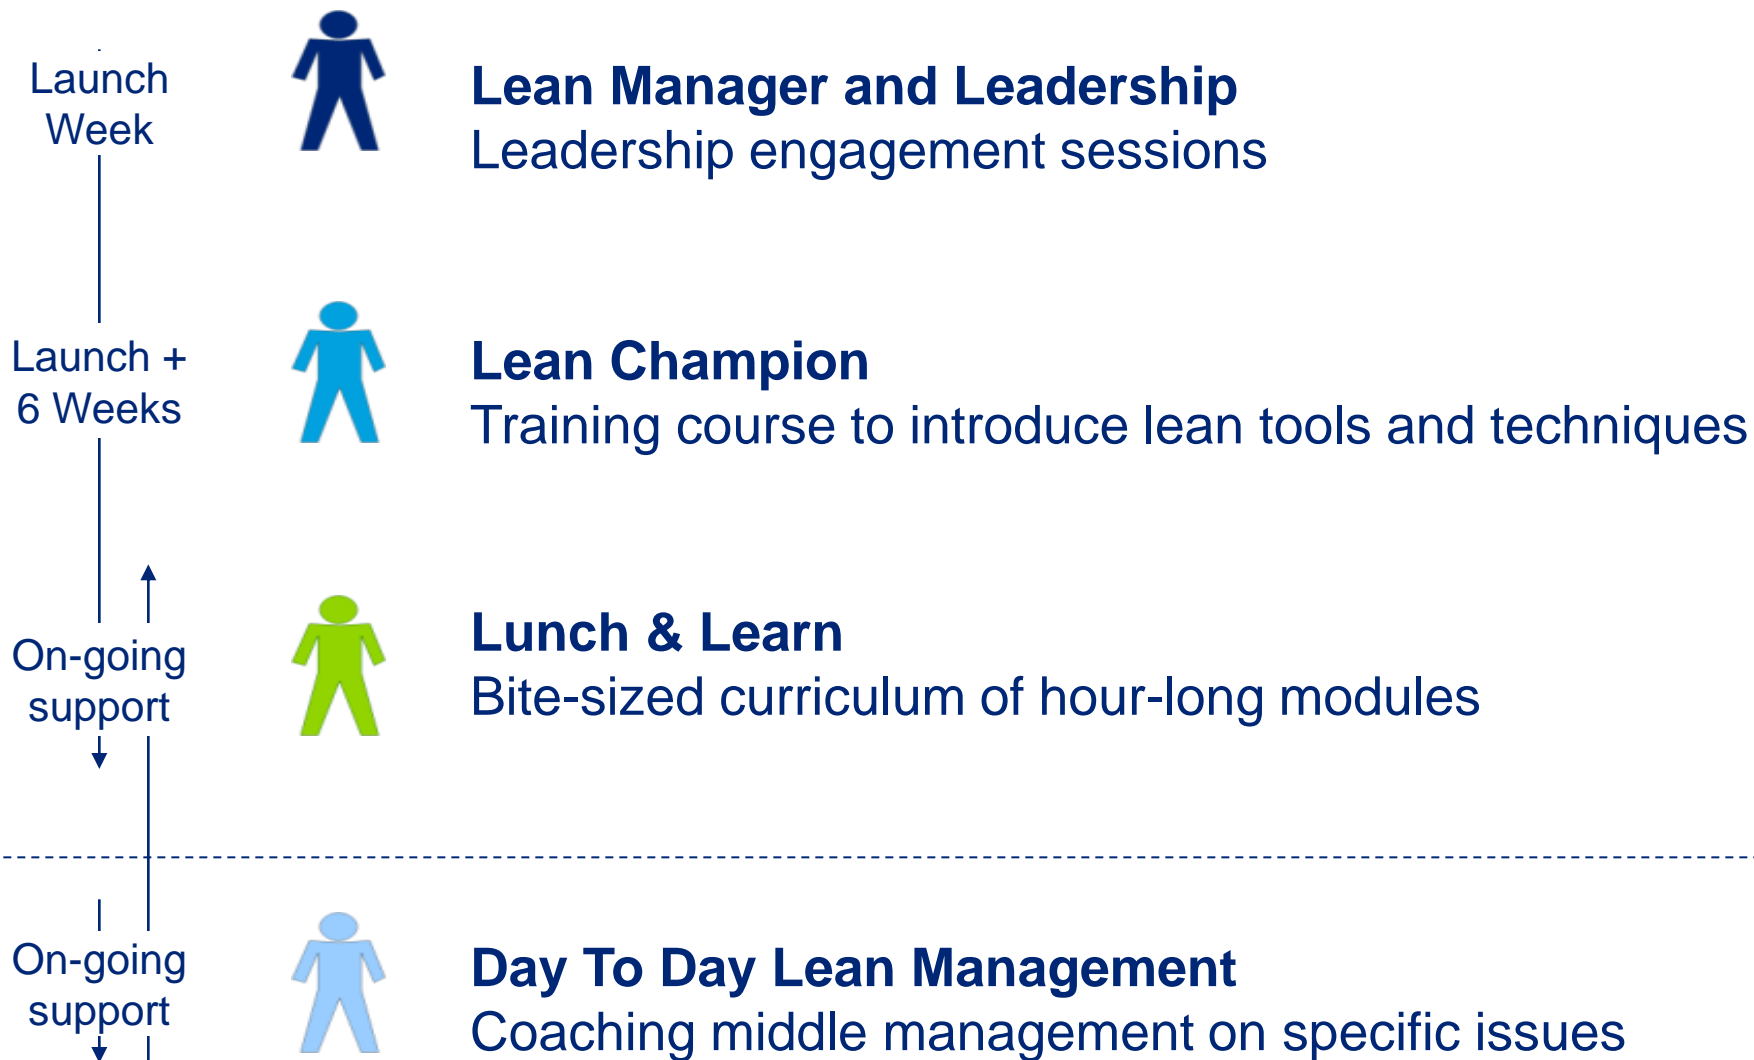 Launch
Week
Lean Manager and Leadership
Leadership engagement sessions
Launch +
6 Weeks
Lean Champion
Training course to introduce lean tools and techniques
On-going
support
Lunch & Learn
Bite-sized curriculum of hour-long modules
On-going
support
Day To Day Lean Management
Coaching middle management on specific issues